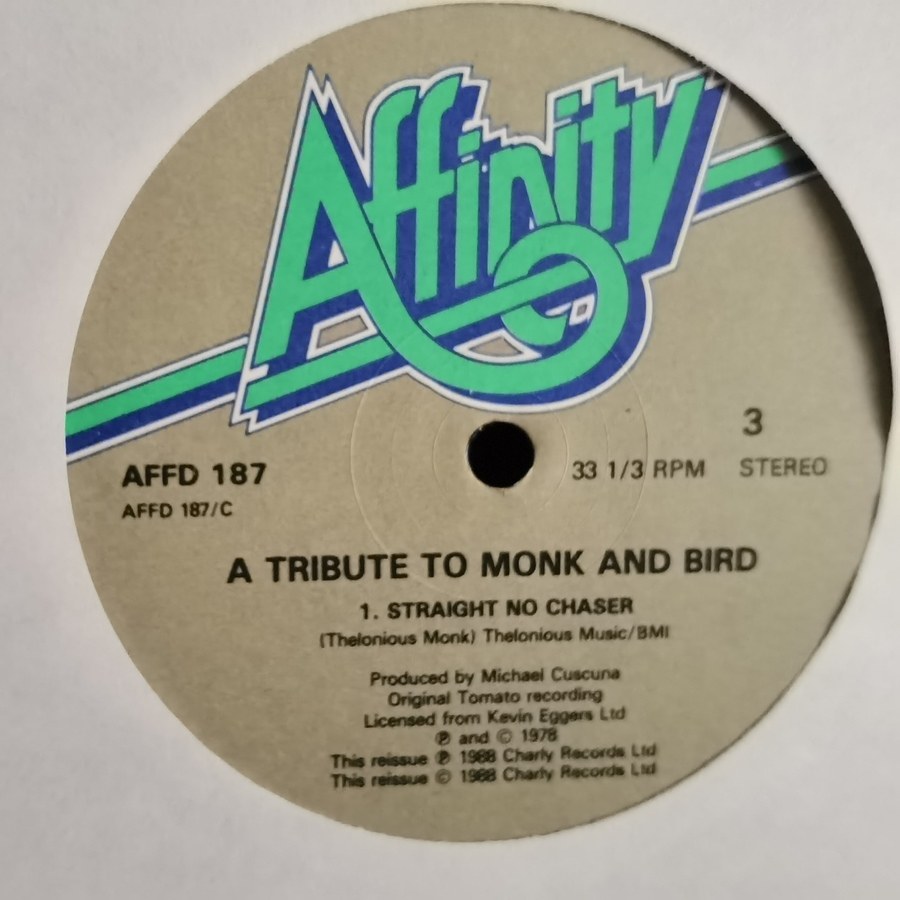 Affinity
3
AFFD 187
33 1/3 RPM STEREO
AFFD 187/C
A TRIBUTE TO MONK AND BIRD
1. STRAIGHT NO CHASER
(Thelonious Monk) Thelonious Music/BMI
Produced by Michael Cuscuna
Original Tomato recording
Licensed from Kevin Eggers Ltd
℗ and © 1978
This reissue ℗ 1988 Charly Records Ltd
This reissue © 1988 Charly Records Ltd